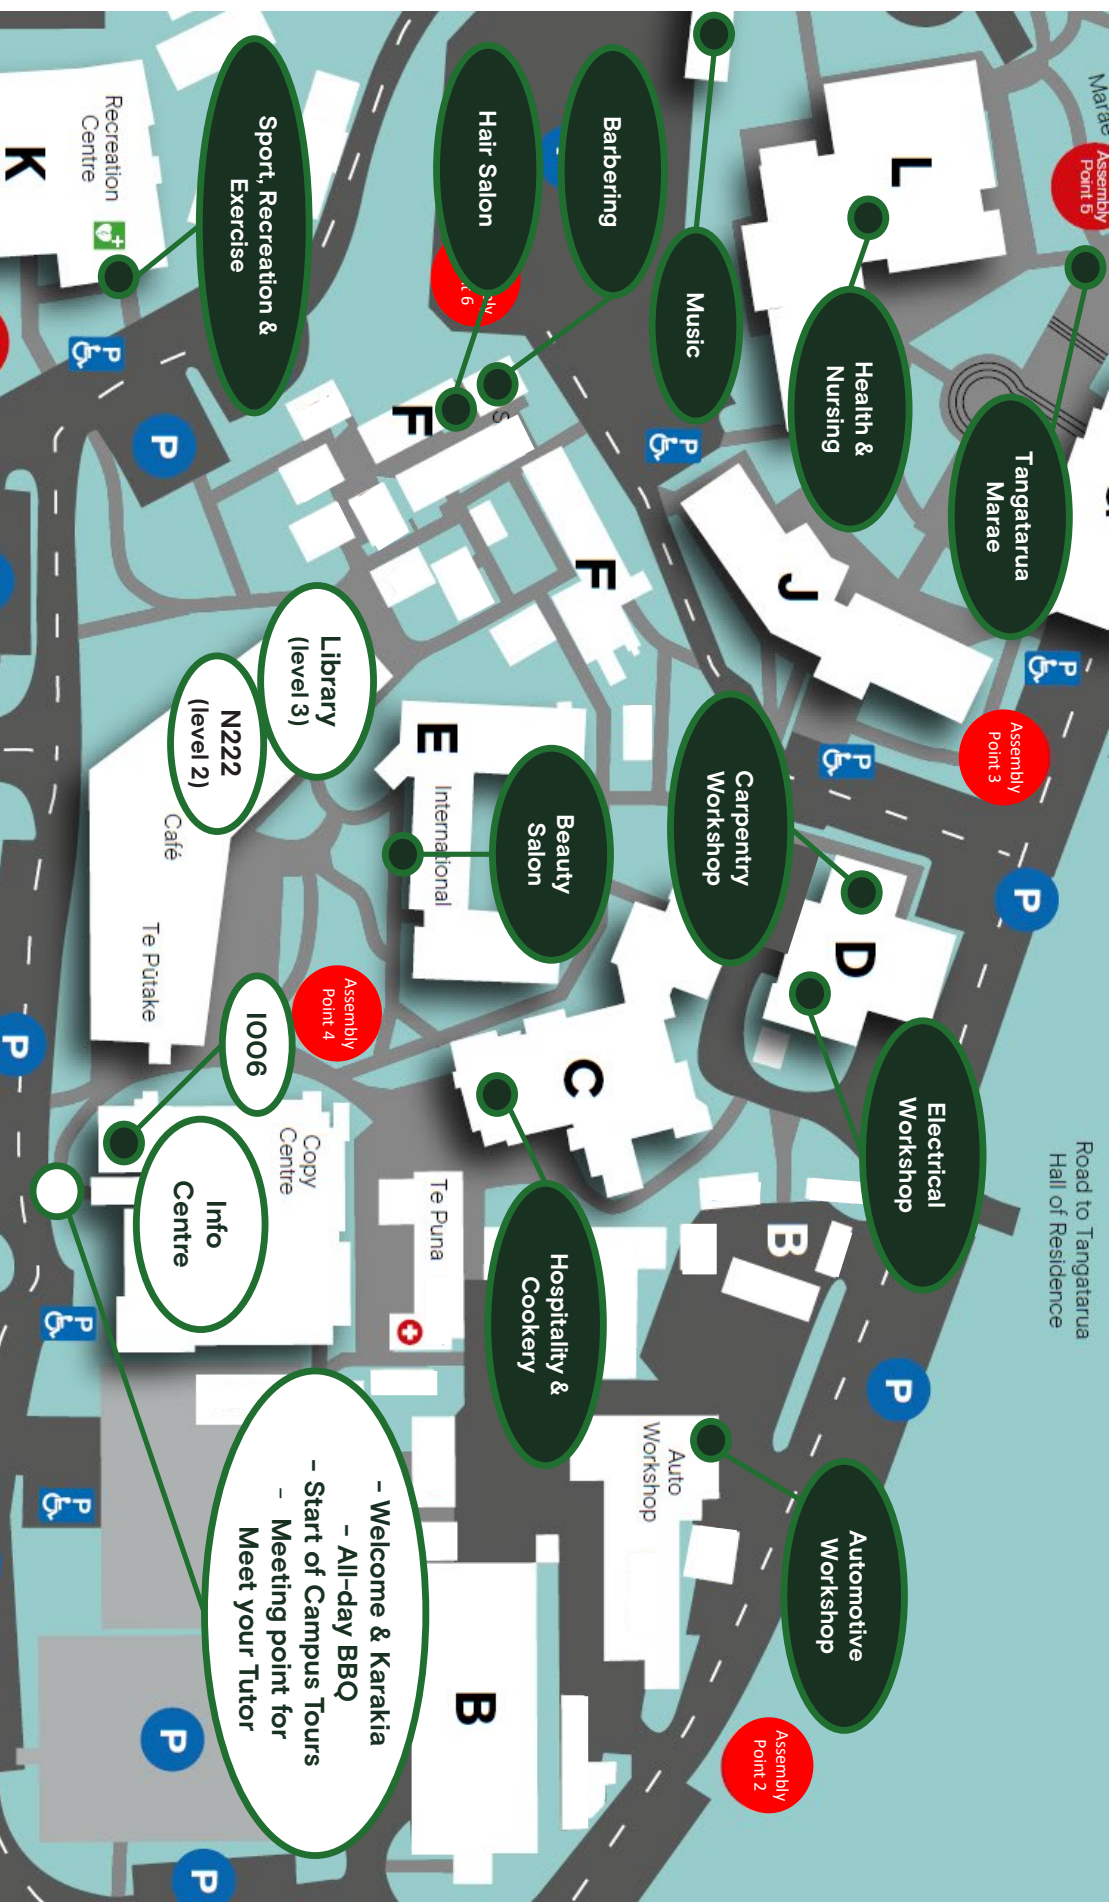 Marae
Assembly
Point 5
L
Music
Health &
Nursing
Tangatarua
Marae
Barbering
Hair Salon
Sport, Recreation &
Exercise
Recreation
Centre
K
P
P
P
F
S
F
J
P
Assembly
Point 3
P
P
Library
(level 3)
N222
(level 2)
E
International
Beauty
Salon
Carpentry
Workshop
D
Café
Te Pūtake
Assembly
Point 4
I006
C
Electrical
Workshop
Road to Tangatarua
Hall of Residence
P
Copy
Centre
Info
Centre
Te Puna
Hospitality &
Cookery
B
P
P
P
Auto
Workshop
Automotive
Workshop
- Welcome & Karakia
- All-day BBQ
- Start of Campus Tours
- Meeting point for
Meet your Tutor
B
Assembly
Point 2
P
P